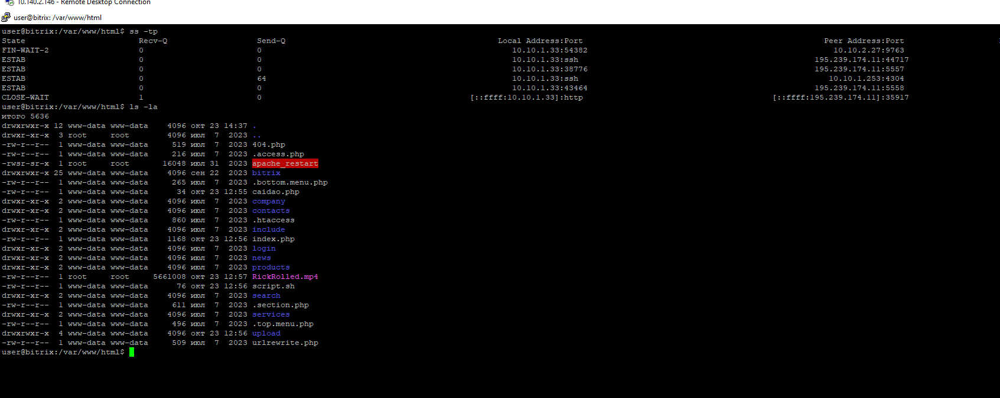 10.140.2.146 - Remote Desktop Connection
user@bitrix: /var/www/html
user@bitrix:/var/www/html$ ss -tp
State Recv-Q Send-Q Local Address:Port Peer Address:Port
FIN-WAIT-2 0 0 10.10.1.33:54382 10.10.2.27:9763
ESTAB 0 0 10.10.1.33:ssh 195.239.174.11:44717
ESTAB 0 0 10.10.1.33:38776 195.239.174.11:5557
ESTAB 0 64 10.10.1.33:ssh 10.10.1.253:4304
ESTAB 0 0 10.10.1.33:43464 195.239.174.11:5558
CLOSE-WAIT 1 0 [::ffff:10.10.1.33]:http [::ffff:195.239.174.11]:35917
user@bitrix:/var/www/html$ ls -la
итого 5636
drwxrwxr-x 12 www-data www-data 4096 окт 23 14:37 .
drwxr-xr-x 3 root root 4096 июл 7 2023 ..
-rw-r--r-- 1 www-data www-data 519 июл 7 2023 404.php
-rw-r--r-- 1 www-data www-data 216 июл 7 2023 .access.php
-rwsr-sr-x 1 root root 16048 июл 31 2023 apache_restart
drwxrwxr-x 25 www-data www-data 4096 сен 22 2023 bitrix
-rw-r--r-- 1 www-data www-data 265 июл 7 2023 .bottom.menu.php
-rw-r--r-- 1 www-data www-data 34 окт 23 12:55 caidao.php
drwxr-xr-x 2 www-data www-data 4096 июл 7 2023 company
drwxr-xr-x 2 www-data www-data 4096 июл 7 2023 contacts
-rw-r--r-- 1 www-data www-data 860 июл 7 2023 .htaccess
drwxr-xr-x 2 www-data www-data 4096 июл 7 2023 include
-rw-r--r-- 1 www-data www-data 1168 окт 23 12:56 index.php
drwxr-xr-x 2 www-data www-data 4096 июл 7 2023 login
drwxr-xr-x 2 www-data www-data 4096 июл 7 2023 news
drwxr-xr-x 2 www-data www-data 4096 июл 7 2023 products
-rw-r--r-- 1 root root 5661008 окт 23 12:57 RickRolled.mp4
-rw-r--r-- 1 www-data www-data 76 окт 23 12:56 script.sh
drwxr-xr-x 2 www-data www-data 4096 июл 7 2023 search
-rw-r--r-- 1 www-data www-data 611 июл 7 2023 .section.php
drwxr-xr-x 2 www-data www-data 4096 июл 7 2023 services
-rw-r--r-- 1 www-data www-data 496 июл 7 2023 .top.menu.php
drwxrwxr-x 4 www-data www-data 4096 окт 23 12:56 upload
-rw-r--r-- 1 www-data www-data 509 июл 7 2023 urlrewrite.php
user@bitrix:/var/www/html$